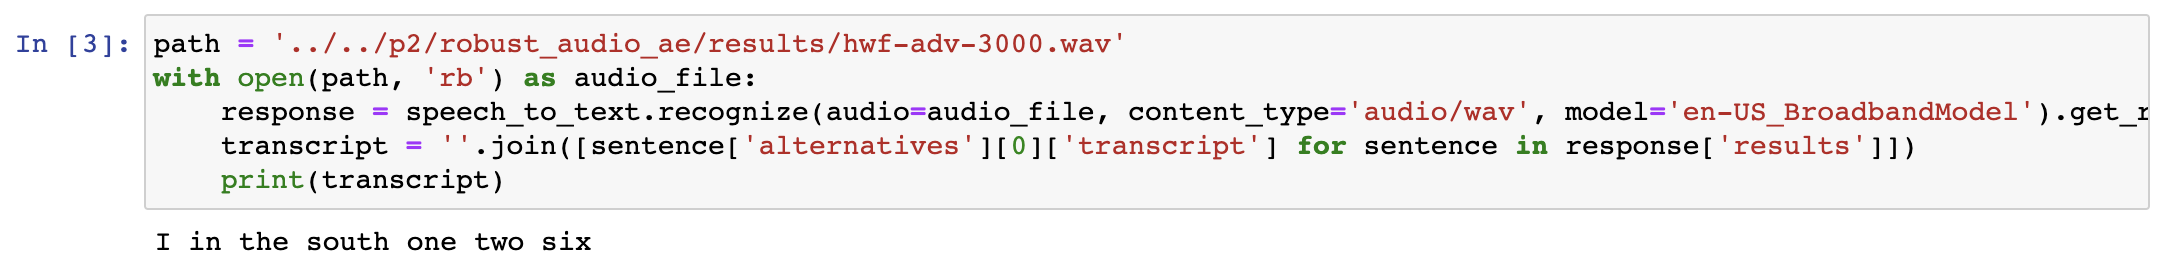 In [3]: path = '../../p2/robust_audio_ae/results/hwf-adv-3000.wav'
with open(path, 'rb') as audio_file:
    response = speech_to_text.recognize(audio=audio_file, content_type='audio/wav', model='en-US_BroadbandModel').get_r
    transcript = ''.join([sentence['alternatives'][0]['transcript'] for sentence in response['results']])
    print(transcript)
I in the south one two six